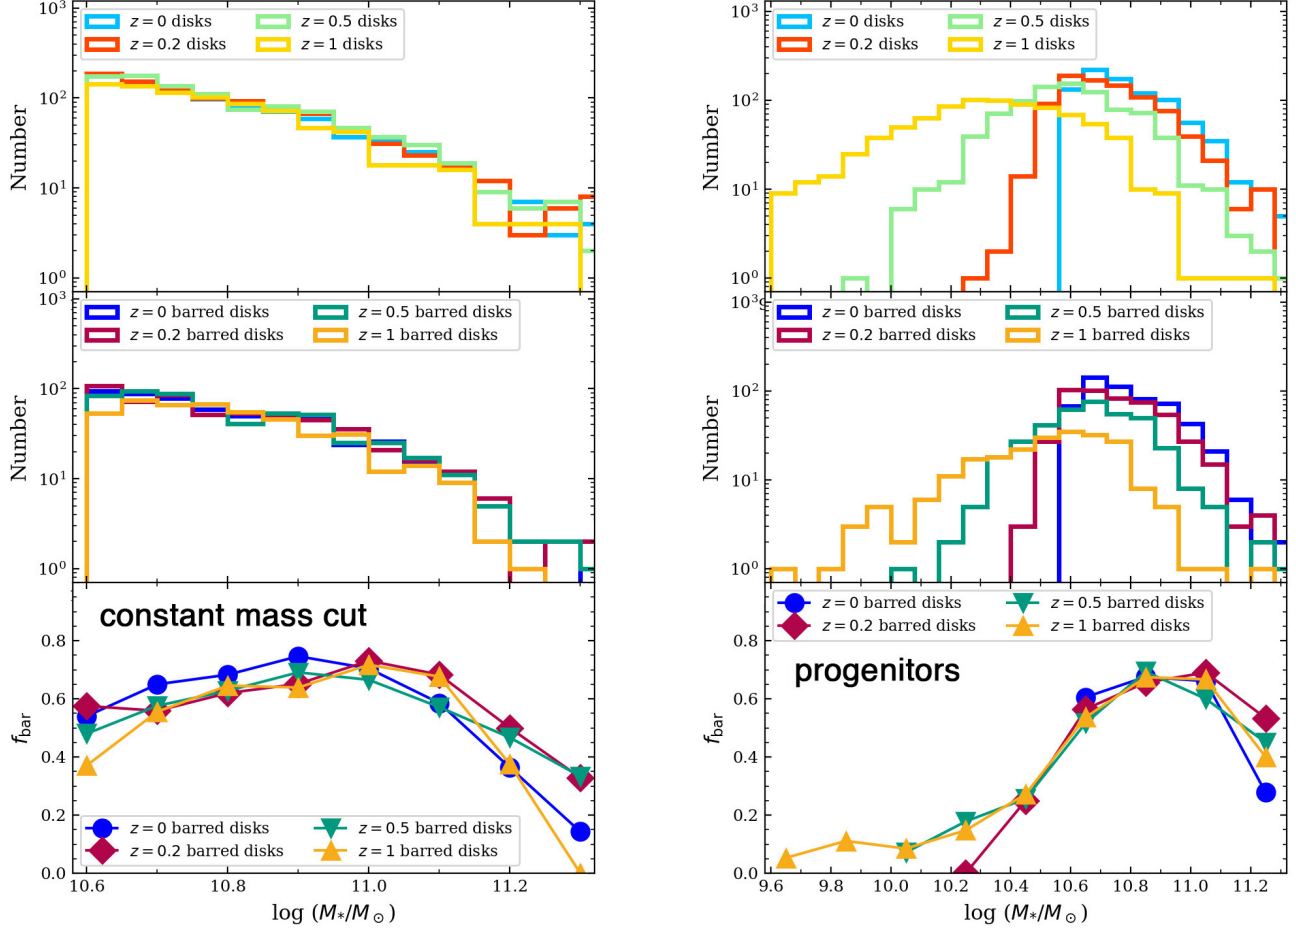 z = 0 disks
z = 0.2 disks
z = 0.5 disks
z = 1 disks
10³
10²
10¹
10⁰
Number
z = 0 barred disks
z = 0.2 barred disks
z = 0.5 barred disks
z = 1 barred disks
10³
10²
10¹
10⁰
Number
constant mass cut
0.8
0.6
0.4
0.2
0.0
f_bar
z = 0 barred disks
z = 0.2 barred disks
z = 0.5 barred disks
z = 1 barred disks
10.6
10.8
11.0
11.2
log (M_*/M_⊙)
z = 0 disks
z = 0.2 disks
z = 0.5 disks
z = 1 disks
10³
10²
10¹
10⁰
Number
z = 0 barred disks
z = 0.2 barred disks
z = 0.5 barred disks
z = 1 barred disks
10³
10²
10¹
10⁰
Number
z = 0 barred disks
z = 0.2 barred disks
z = 0.5 barred disks
z = 1 barred disks
progenitors
0.8
0.6
0.4
0.2
0.0
f_bar
9.6
9.8
10.0
10.2
10.4
10.6
10.8
11.0
11.2
log (M_*/M_⊙)